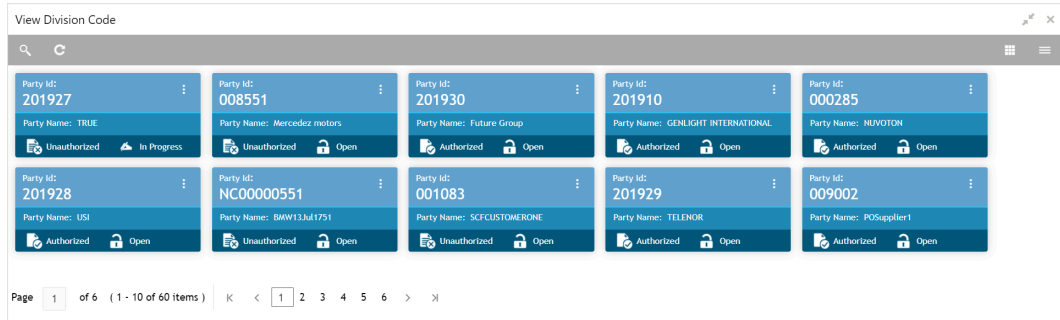 View Division Code
Party Id: Party Id: Party Id: Party Id: Party Id:
201927 008551 201930 201910 000285
Party Name: TRUE Party Name: Mercedez motors Party Name: Future Group Party Name: GENLIGHT INTERNATIONAL Party Name: NUVOTON
Unauthorized In Progress Unauthorized Open Authorized Open Authorized Open Authorized Open
Party Id: Party Id: Party Id: Party Id: Party Id:
201928 NC00000551 001083 201929 009002
Party Name: USI Party Name: BMW13Jul1751 Party Name: SCFCUSTOMERONE Party Name: TELENOR Party Name: POSupplier1
Authorized Open Unauthorized Open Unauthorized Open Authorized Open Authorized Open
Page 1 of 6 ( 1 - 10 of 60 items ) 1 2 3 4 5 6